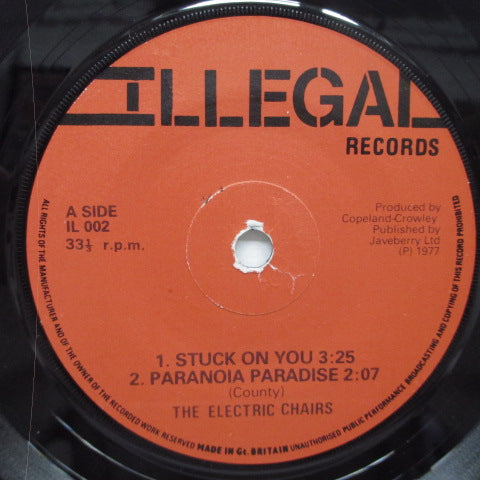 ILLEGAL
RECORDS
A SIDE
IL 002
33⅓ r.p.m.
Produced by
Copeland-Crowley
Published by
Javeberry Ltd
(P) 1977
1. STUCK ON YOU 3:25
2. PARANOIA PARADISE 2:07
(County)
THE ELECTRIC CHAIRS
ALL RIGHTS OF THE MANUFACTURER AND OF THE OWNER OF THE RECORDED WORK RESERVED MADE IN Gt. BRITAIN UNAUTHORISED PUBLIC PERFORMANCE BROADCASTING AND COPYING OF THIS RECORD PROHIBITED